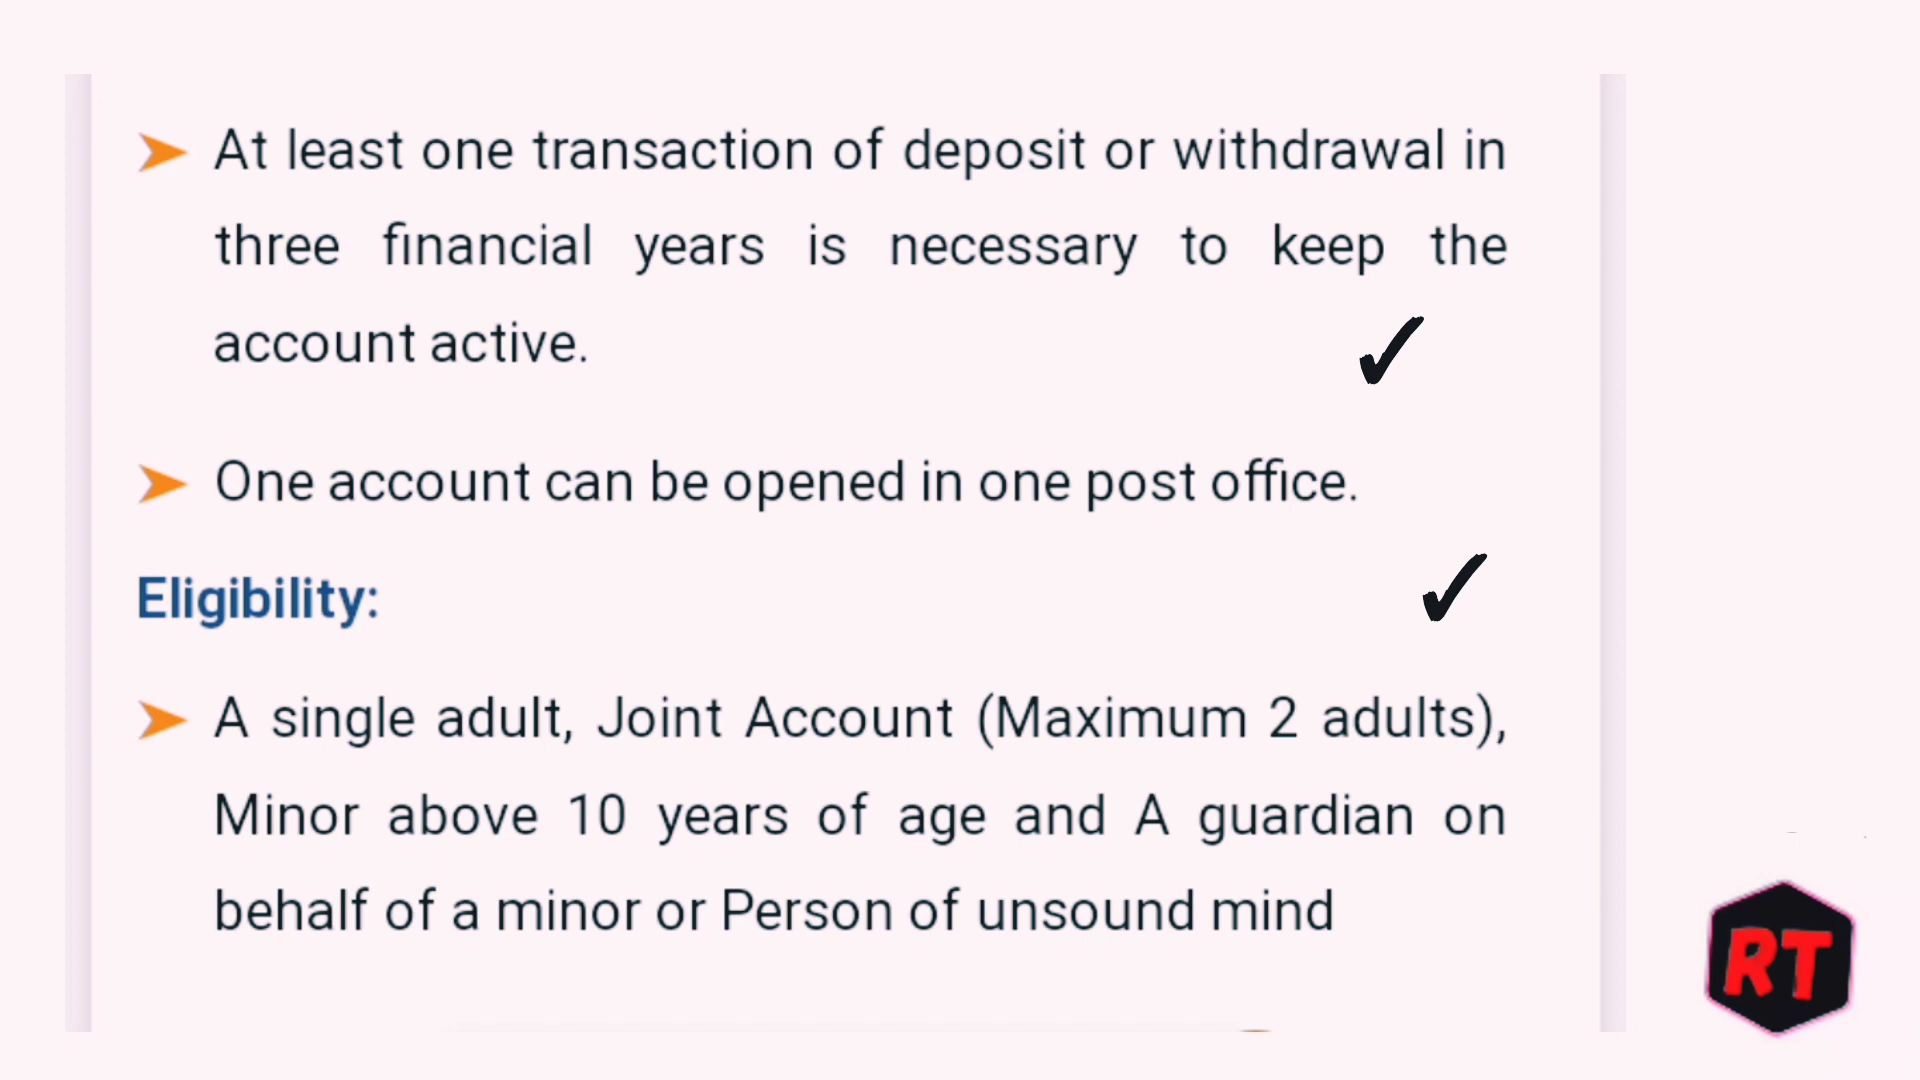 ➤ At least one transaction of deposit or withdrawal in
three financial years is necessary to keep the
account active.
✓
➤ One account can be opened in one post office.
Eligibility:
✓
➤ A single adult, Joint Account (Maximum 2 adults),
Minor above 10 years of age and A guardian on
behalf of a minor or Person of unsound mind
RT